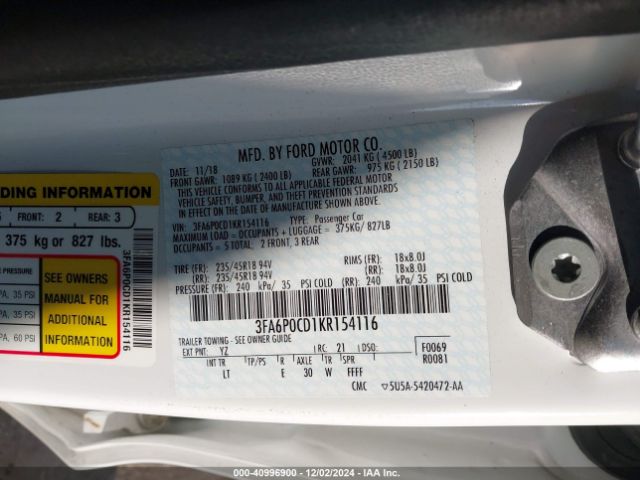 MFD. BY FORD MOTOR CO.
DATE: 11/18
GVWR: 2041 KG ( 4500 LB)
FRONT GAWR: 1089 KG ( 2400 LB)
REAR GAWR: 975 KG ( 2150 LB)
THIS VEHICLE CONFORMS TO ALL APPLICABLE FEDERAL MOTOR
VEHICLE SAFETY, BUMPER, AND THEFT PREVENTION STANDARDS
IN EFFECT ON THE DATE OF MANUFACTURE SHOWN ABOVE.
VIN: 3FA6P0CD1KR154116 TYPE: Passenger Car
MAXIMUM LOAD = OCCUPANTS + LUGGAGE = 375KG/ 827LB
OCCUPANTS = 5 TOTAL: 2 FRONT, 3 REAR
TIRE (FR): 235/45R18 94V RIMS (FR): 18x8.0J
(RR): 235/45R18 94V (RR): 18x8.0J
PRESSURE (FR): 240 kPa/ 35 PSI COLD (RR): 240 kPa/ 35 PSI COLD
3FA6P0CD1KR154116
TRAILER TOWING - SEE OWNER GUIDE
EXT PNT: YZ RC: 21 DSO: F0069
INT TR TP/PS R AXLE TR SPR R0081
LT E 30 W FFFF
CMC 5U5A-5420472-AA
DING INFORMATION
FRONT: 2 REAR: 3
375 kg or 827 lbs.
PRESSURE
PA, 35 PSI
PA, 35 PSI
PA, 60 PSI
SEE OWNERS
MANUAL FOR
ADDITIONAL
INFORMATION
3FA6P0CD1KR154116
000-40996900 - 12/02/2024 - IAAI Inc.